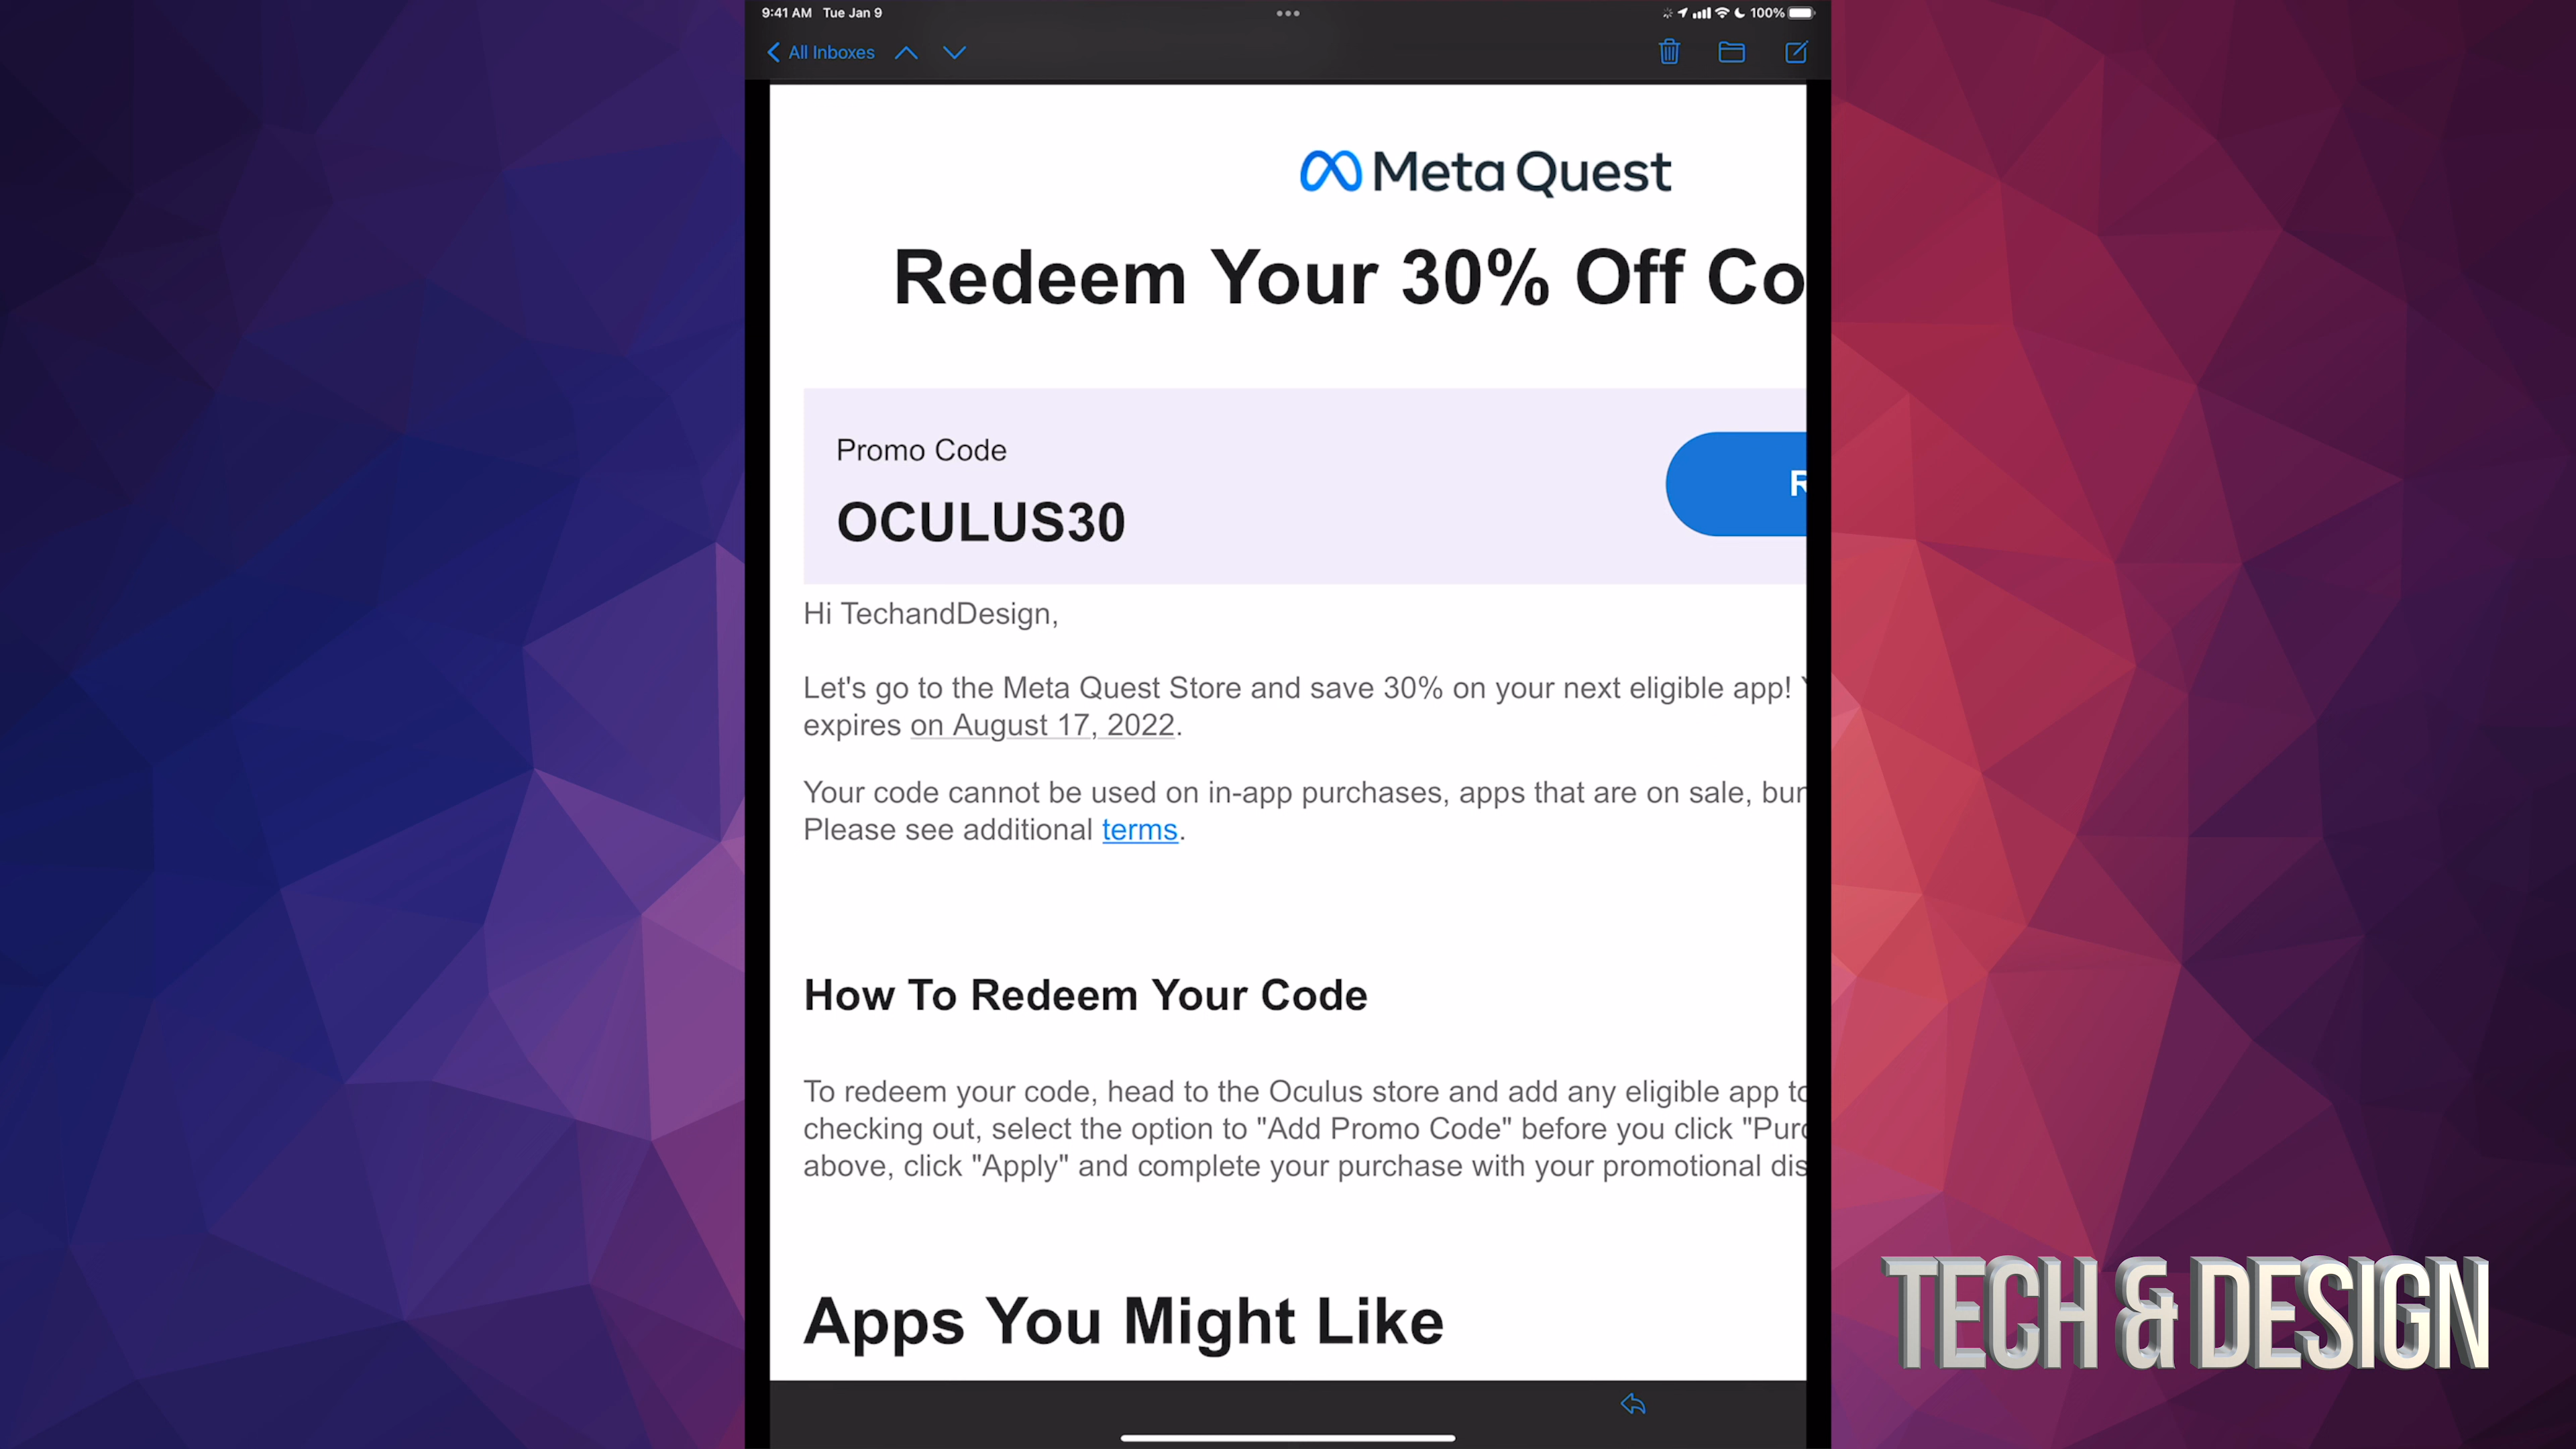 9:41 AM Tue Jan 9
100%
All Inboxes
Meta Quest
Redeem Your 30% Off Co
Promo Code
OCULUS30
R
Hi TechandDesign,
Let's go to the Meta Quest Store and save 30% on your next eligible app!
expires on August 17, 2022.
Your code cannot be used on in-app purchases, apps that are on sale, bun
Please see additional terms.
How To Redeem Your Code
To redeem your code, head to the Oculus store and add any eligible app to
checking out, select the option to "Add Promo Code" before you click "Purc
above, click "Apply" and complete your purchase with your promotional dis
Apps You Might Like
TECH & DESIGN